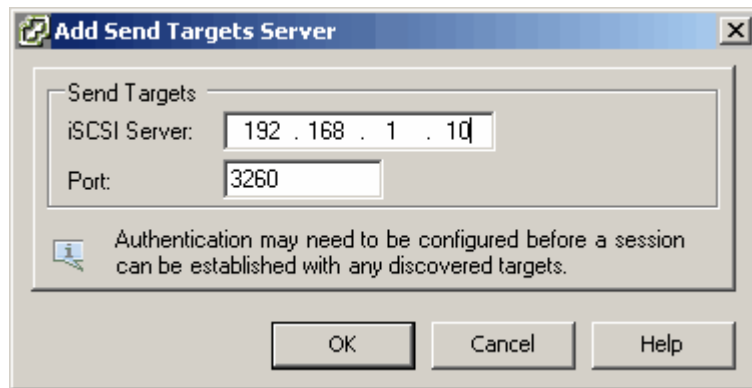 Add Send Targets Server
Send Targets
iSCSI Server: 192 . 168 . 1 . 10
Port: 3260
Authentication may need to be configured before a session
can be established with any discovered targets.
OK Cancel Help